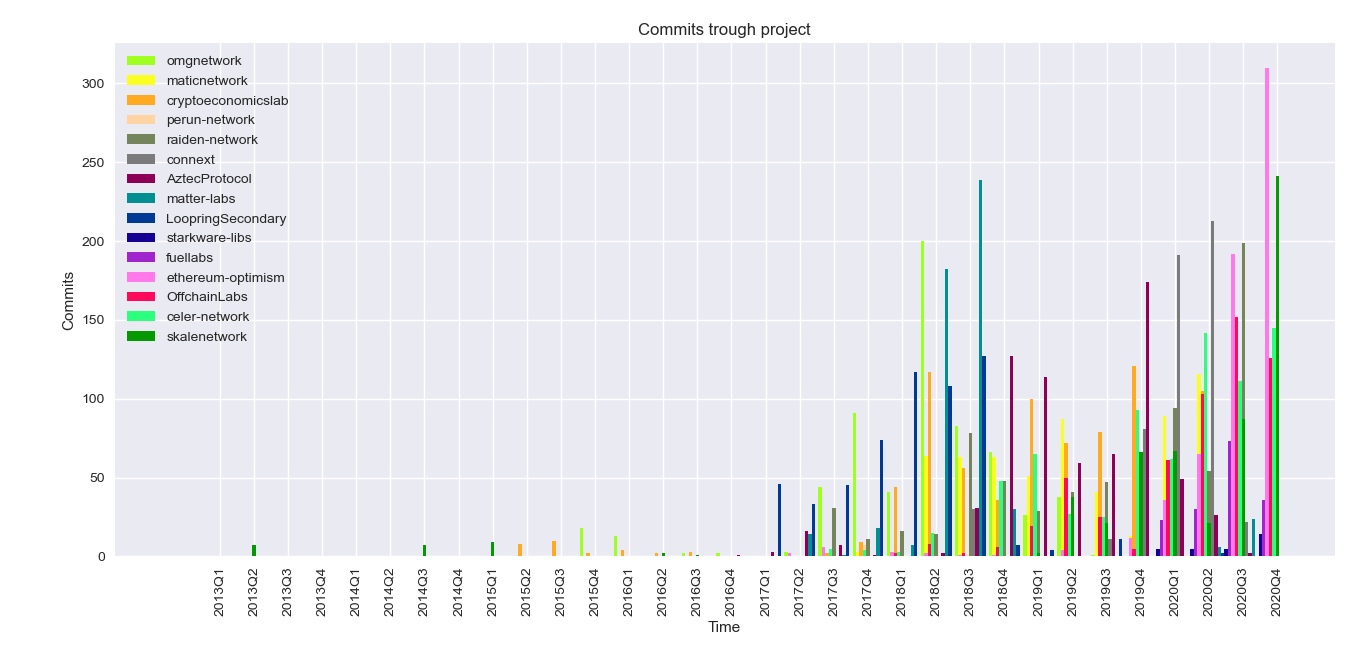 Commits trough project
omgnetwork
maticnetwork
cryptoeconomicslab
perun-network
raiden-network
connext
AztecProtocol
matter-labs
LoopringSecondary
starkware-libs
fuellabs
ethereum-optimism
OffchainLabs
celer-network
skalenetwork
Commits
300
250
200
150
100
50
0
2013Q1
2013Q2
2013Q3
2013Q4
2014Q1
2014Q2
2014Q3
2014Q4
2015Q1
2015Q2
2015Q3
2015Q4
2016Q1
2016Q2
2016Q3
2016Q4
2017Q1
2017Q2
2017Q3
2017Q4
2018Q1
2018Q2
2018Q3
2018Q4
2019Q1
2019Q2
2019Q3
2019Q4
2020Q1
2020Q2
2020Q3
2020Q4
Time